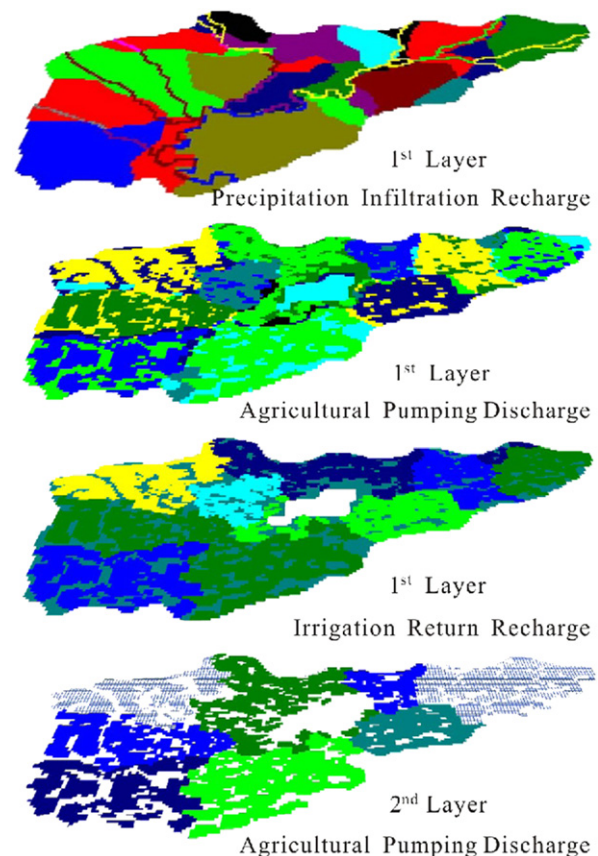 1st Layer
Precipitation Infiltration Recharge
1st Layer
Agricultural Pumping Discharge
1st Layer
Irrigation Return Recharge
2nd Layer
Agricultural Pumping Discharge